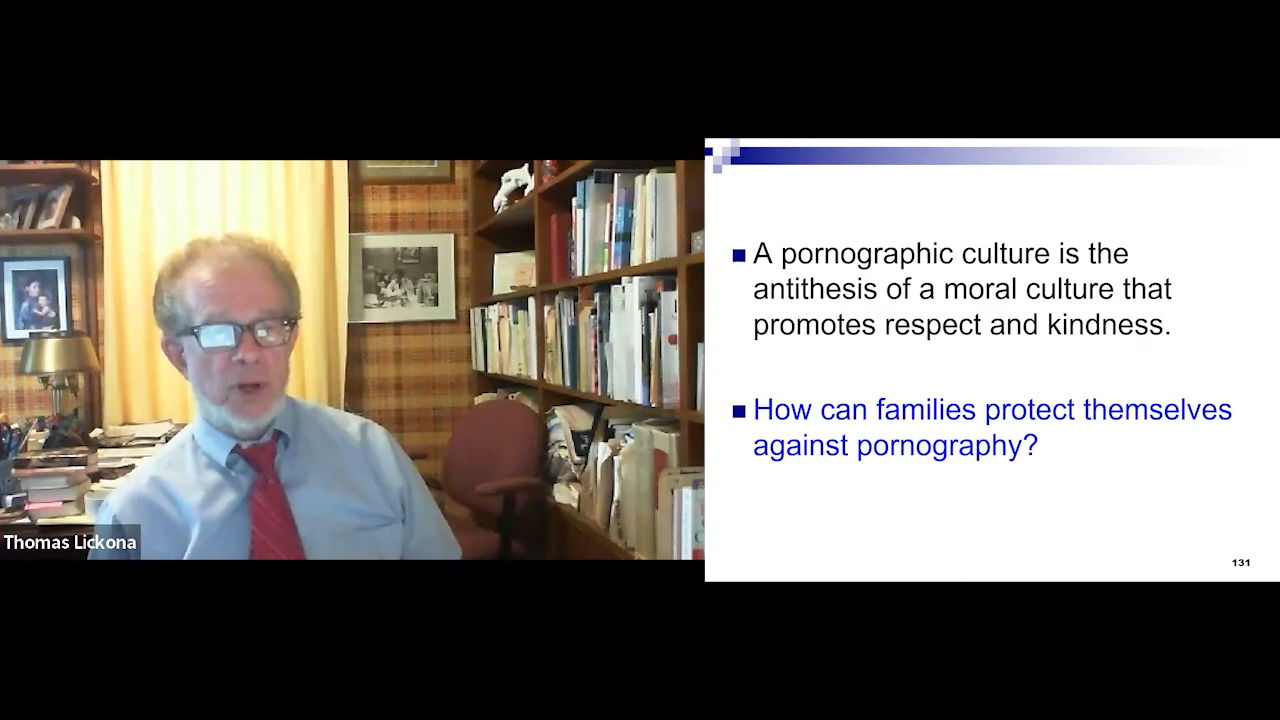 Thomas Lickona
A pornographic culture is the
antithesis of a moral culture that
promotes respect and kindness.
How can families protect themselves
against pornography?
131